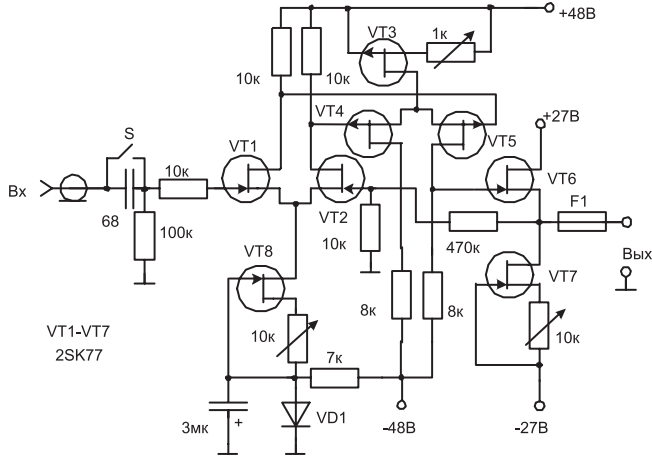 +48В
VT3
1к
10к
10к
VT4
VT5
+27В
S
VT1
VT6
Вх
10к
68
VT2
F1
100к
10к
470к
Вых
VT8
VT7
VT1-VT7
2SK77
10к
8к
8к
10к
7к
3мк
+
VD1
-48В
-27В